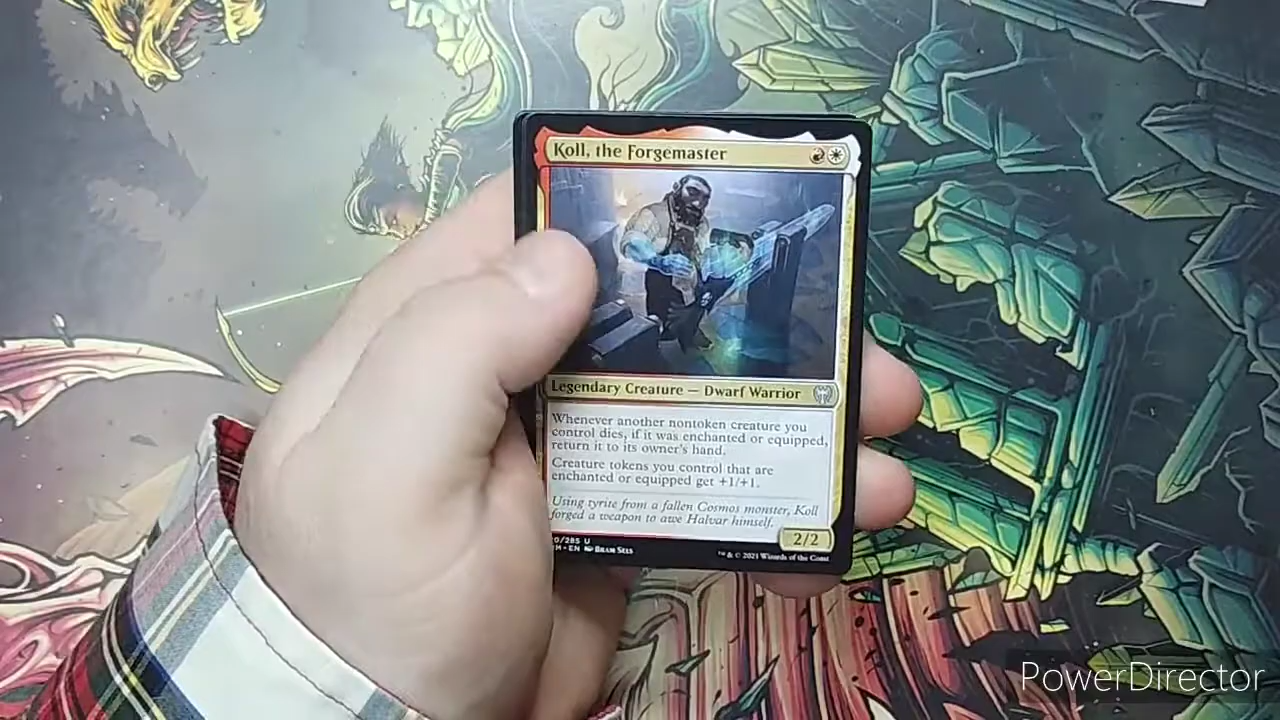 Koll, the Forgemaster
Legendary Creature — Dwarf Warrior
Whenever another nontoken creature you
control dies, if it was enchanted or equipped,
return it to its owner's hand.
Creature tokens you control that are
enchanted or equipped get +1/+1.
Using tyrite from a fallen Cosmos monster, Koll
forged a weapon to awe Halvar himself.
2/2
0/285 U
M • EN Bram Sels
™ & © 2021 Wizards of the Coast
PowerDirector